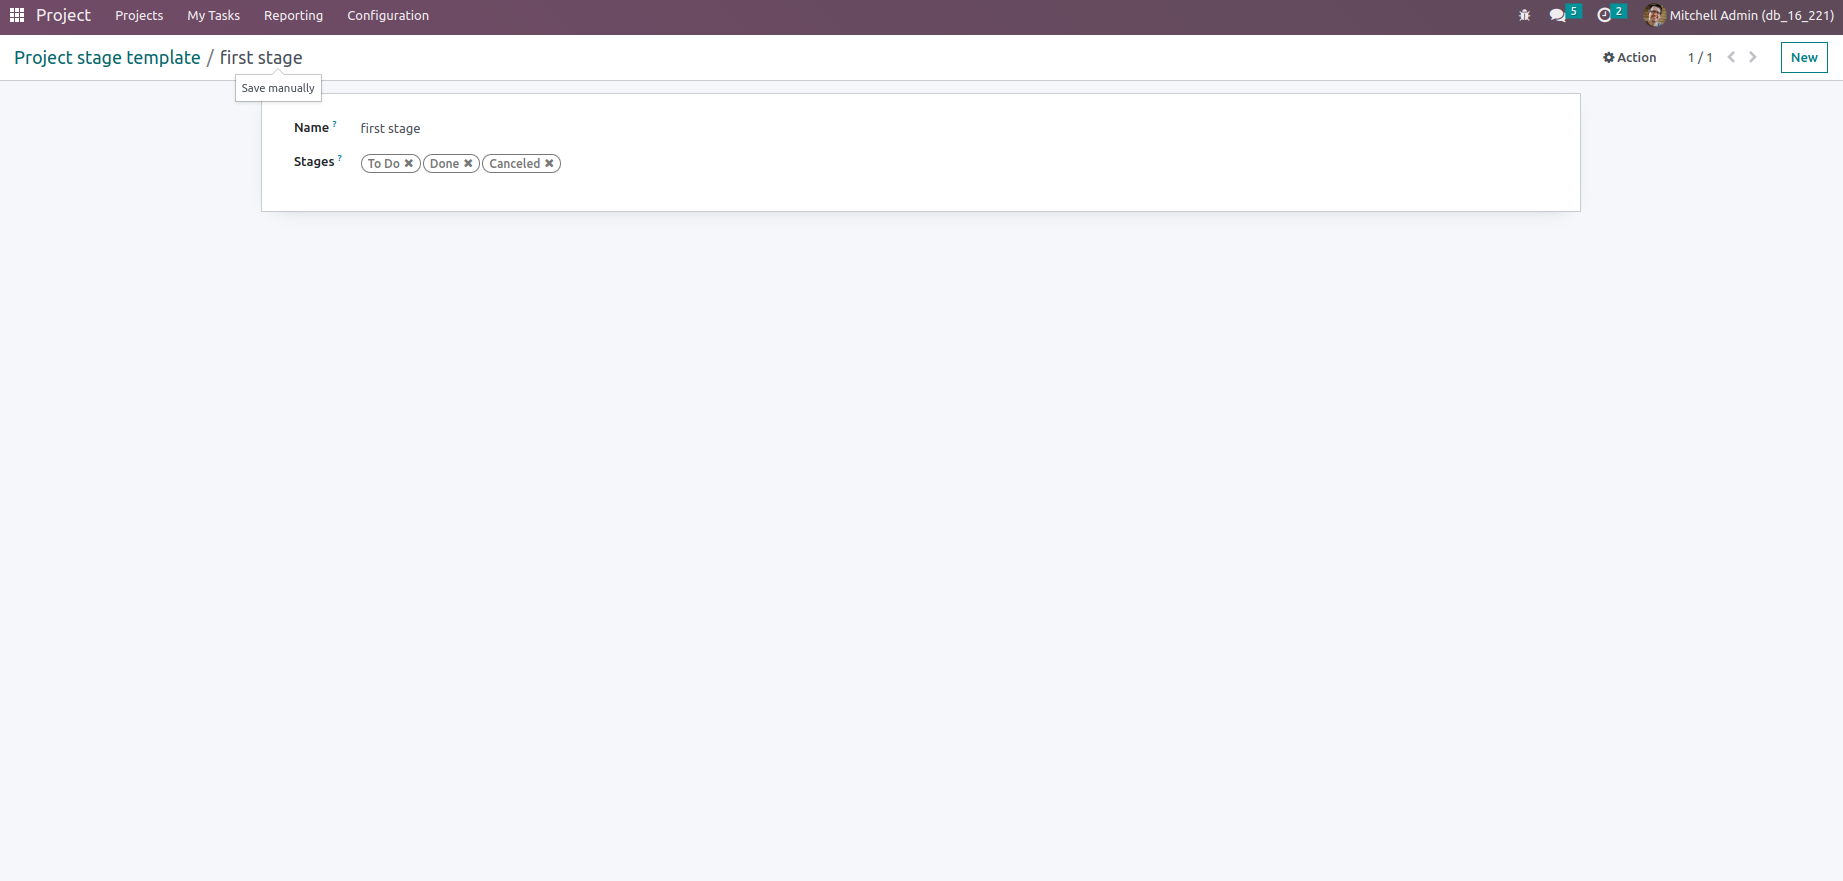 Project Projects My Tasks Reporting Configuration 5 2 Mitchell Admin (db_16_221)
Project stage template / first stage Action 1 / 1 New
Save manually
Name ? first stage
Stages ? To Do ✖ Done ✖ Canceled ✖